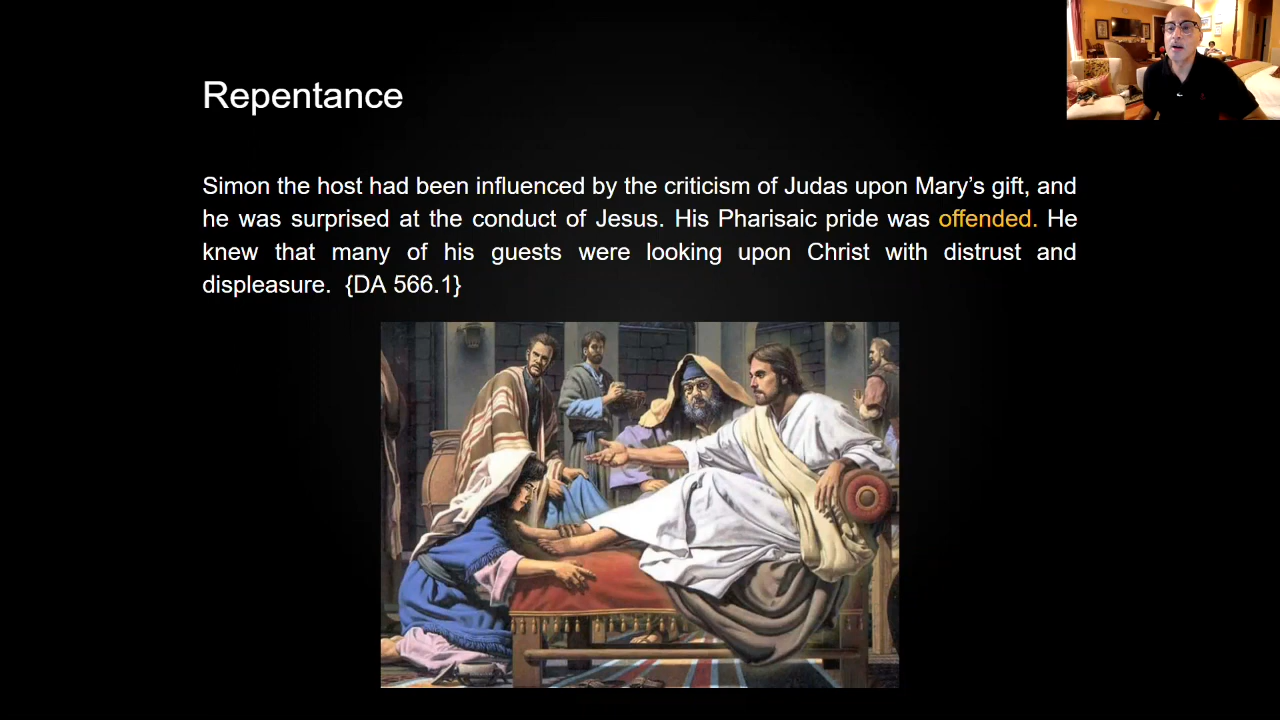 Repentance
Simon the host had been influenced by the criticism of Judas upon Mary’s gift, and
he was surprised at the conduct of Jesus. His Pharisaic pride was offended. He
knew that many of his guests were looking upon Christ with distrust and
displeasure.  {DA 566.1}